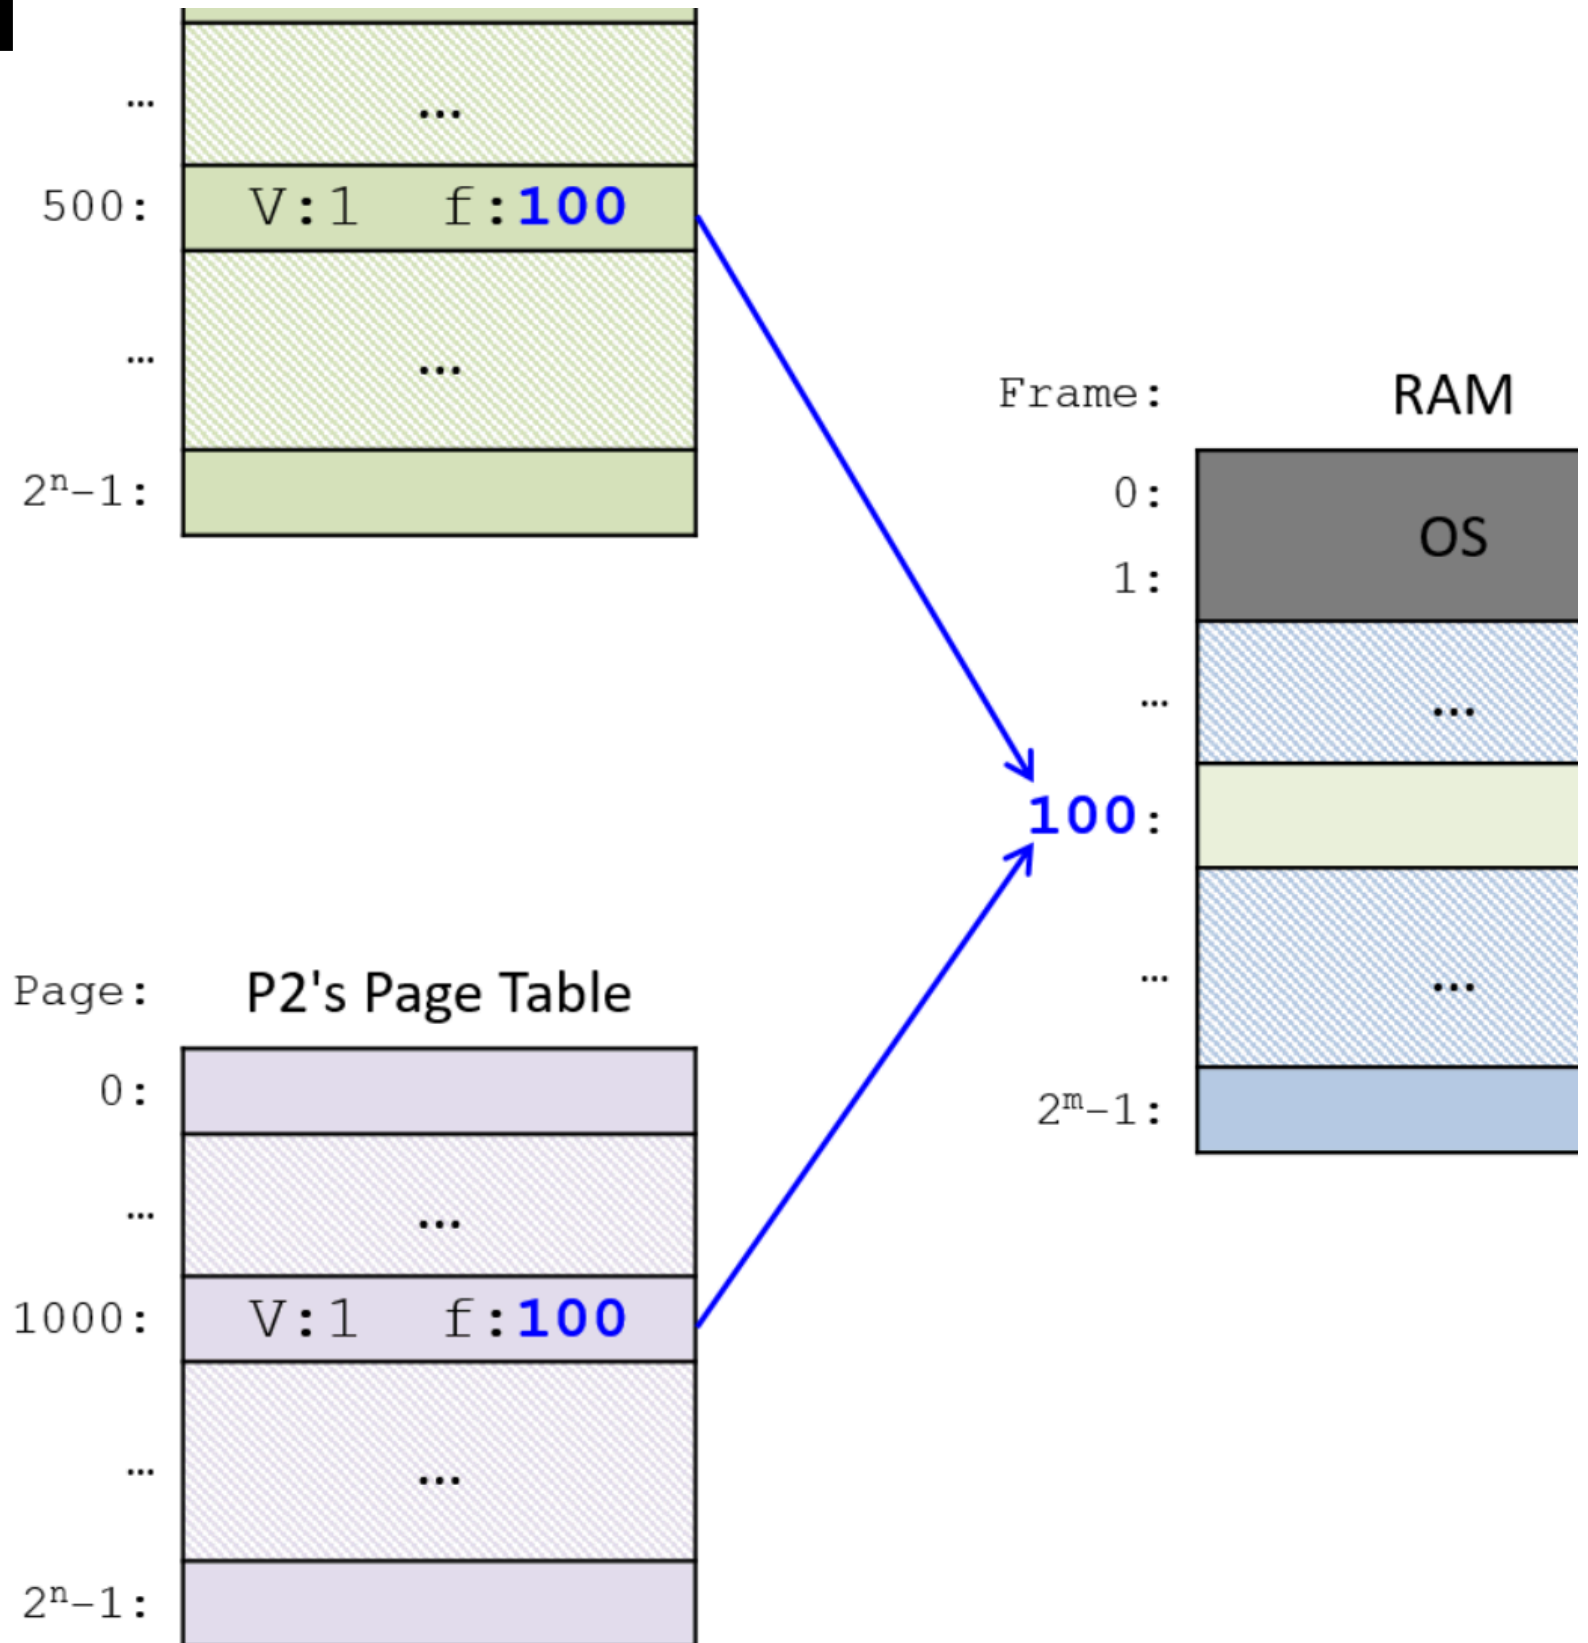 … …
500: V:1 f:100
… …
2ⁿ-1:
Frame: RAM
0:
OS
1:
… …
100:
… …
2ᵐ-1:
Page: P2's Page Table
0:
… …
1000: V:1 f:100
… …
2ⁿ-1: